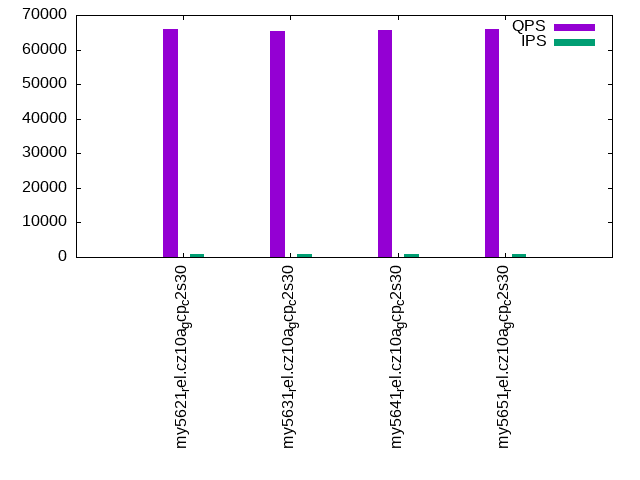 70000
60000
50000
40000
30000
20000
10000
0
QPS
IPS
my5621rel.cz10agcpc2s30
my5631rel.cz10agcpc2s30
my5641rel.cz10agcpc2s30
my5651rel.cz10agcpc2s30